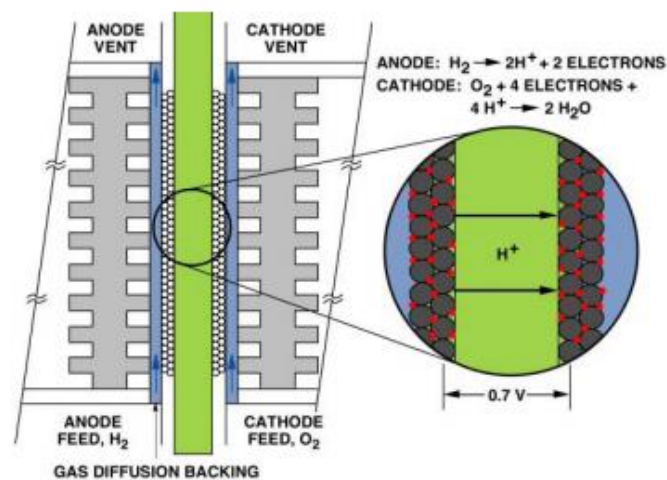 ANODE
VENT
CATHODE
VENT
ANODE: H₂ → 2H⁺ + 2 ELECTRONS
CATHODE: O₂ + 4 ELECTRONS +
4 H⁺ → 2 H₂O
H⁺
0.7 V
ANODE
FEED, H₂
CATHODE
FEED, O₂
GAS DIFFUSION BACKING